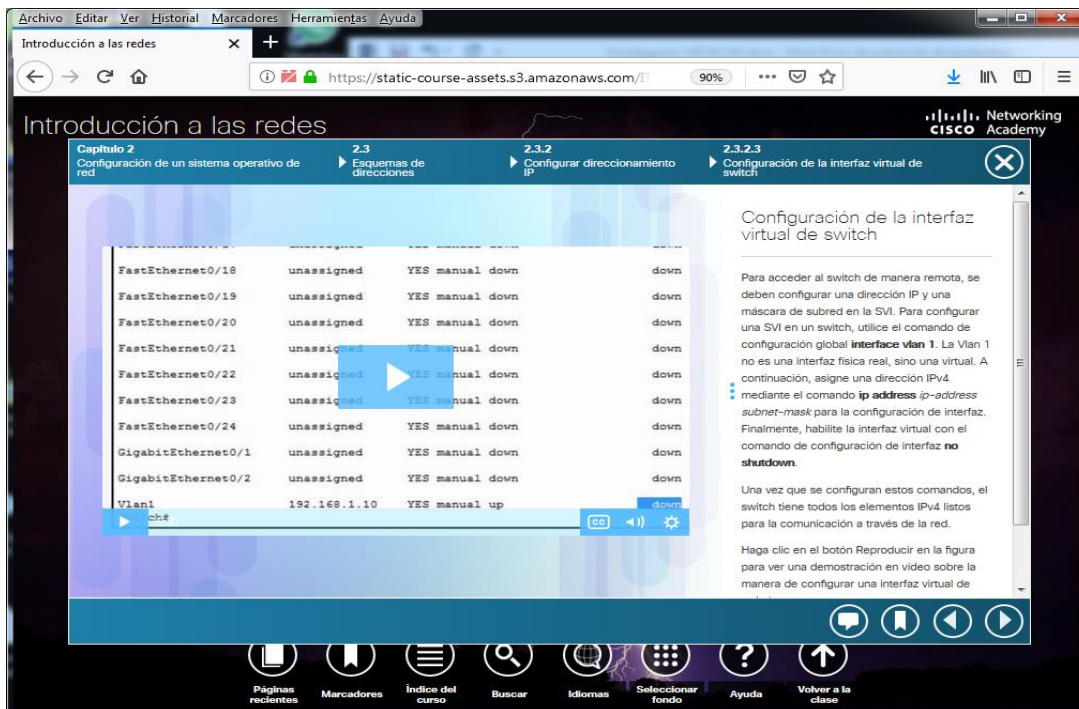 Archivo Editar Ver Historial Marcadores Herramientas Ayuda
Introducción a las redes
https://static-course-assets.s3.amazonaws.com/IT
90%
Introducción a las redes
CISCO Networking Academy
Capítulo 2
Configuración de un sistema operativo de
red
2.3
Esquemas de
direcciones
2.3.2
Configurar direccionamiento
IP
2.3.2.3
Configuración de la interfaz virtual de
switch
FastEthernet0/18 unassigned YES manual down down
FastEthernet0/19 unassigned YES manual down down
FastEthernet0/20 unassigned YES manual down down
FastEthernet0/21 unassigned YES manual down down
FastEthernet0/22 unassigned YES manual down down
FastEthernet0/23 unassigned YES manual down down
FastEthernet0/24 unassigned YES manual down down
GigabitEthernet0/1 unassigned YES manual down down
GigabitEthernet0/2 unassigned YES manual down down
Vlan1 192.168.1.10 YES manual up down
CC
Configuración de la interfaz
virtual de switch
Para acceder al switch de manera remota, se
deben configurar una dirección IP y una
máscara de subred en la SVI. Para configurar
una SVI en un switch, utilice el comando de
configuración global interface vlan 1. La Vlan 1
no es una interfaz física real, sino una virtual. A
continuación, asigne una dirección IPv4
mediante el comando ip address ip-address
subnet-mask para la configuración de interfaz.
Finalmente, habilite la interfaz virtual con el
comando de configuración de interfaz no
shutdown.
Una vez que se configuran estos comandos, el
switch tiene todos los elementos IPv4 listos
para la comunicación a través de la red.
Haga clic en el botón Reproducir en la figura
para ver una demostración en video sobre la
manera de configurar una interfaz virtual de
Páginas
recientes
Marcadores
Índice del
curso
Buscar
Idiomas
Seleccionar
fondo
Ayuda
Volver a la
clase